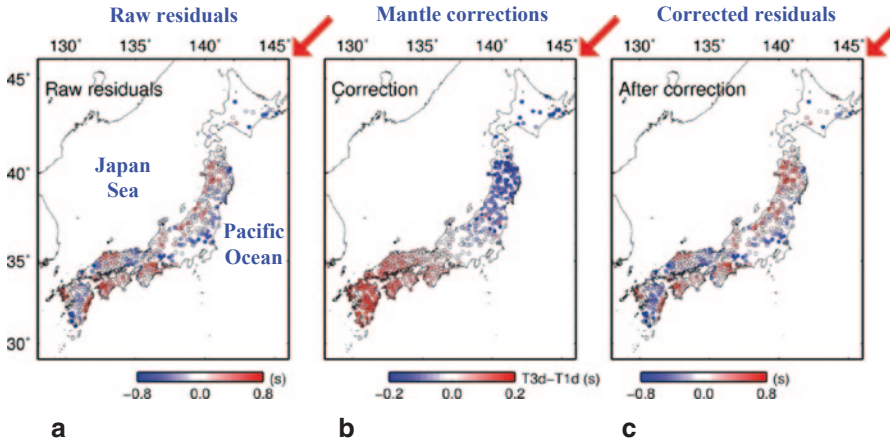 Raw residuals
Mantle corrections
Corrected residuals
130° 135° 140° 145°
130° 135° 140° 145°
130° 135° 140° 145°
45°
40°
35°
30°
Raw residuals
Japan
Sea
Pacific
Ocean
(s)
−0.8 0.0 0.8
a
Correction
T3d−T1d (s)
−0.2 0.0 0.2
b
After correction
(s)
−0.8 0.0 0.8
c